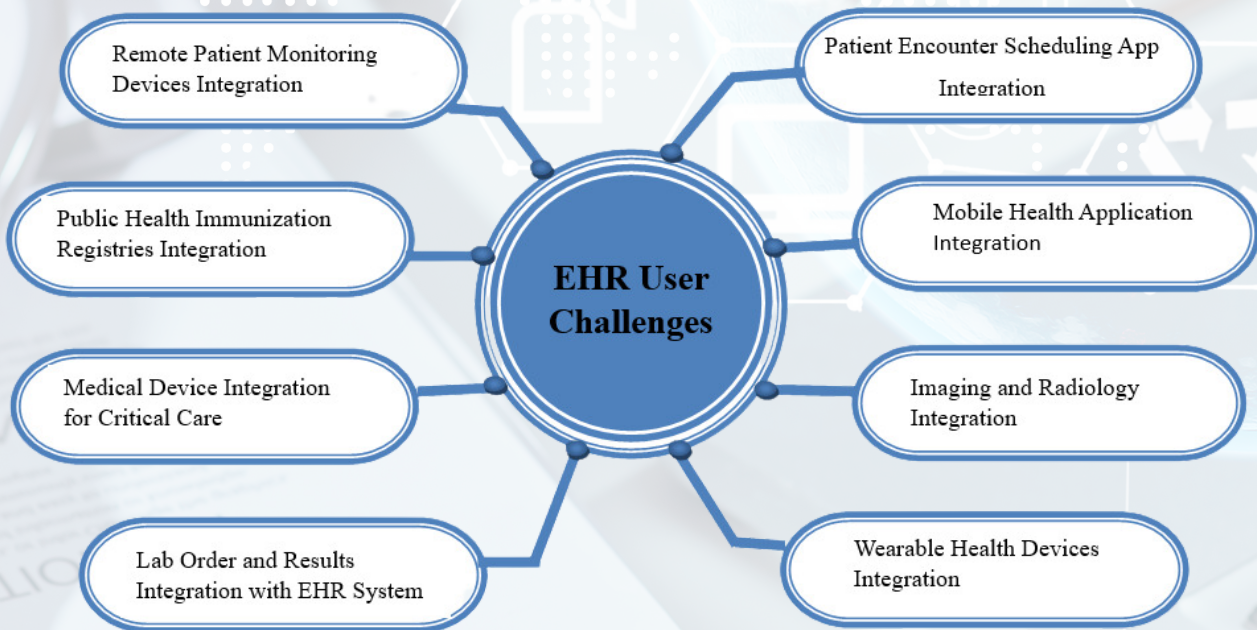 Remote Patient Monitoring
Devices Integration
Patient Encounter Scheduling App
Integration
Public Health Immunization
Registries Integration
Mobile Health Application
Integration
EHR User
Challenges
Medical Device Integration
for Critical Care
Imaging and Radiology
Integration
Lab Order and Results
Integration with EHR System
Wearable Health Devices
Integration